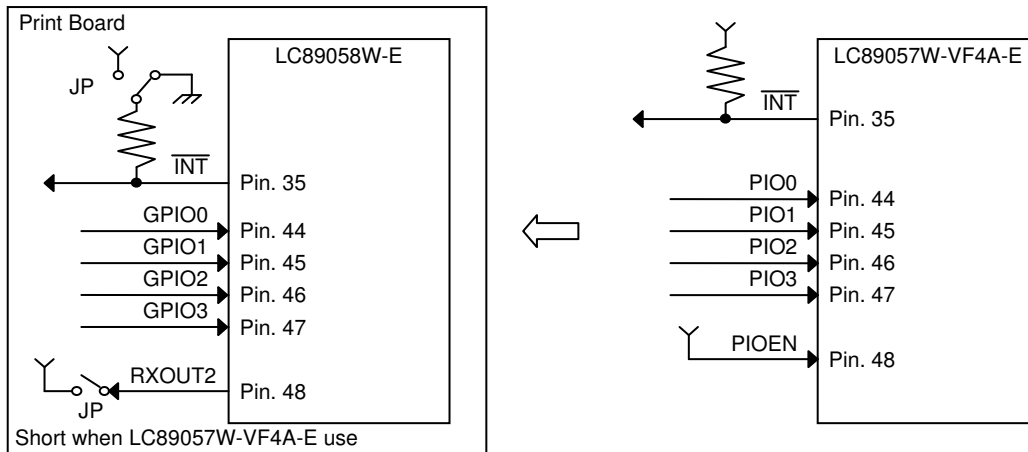 Print Board
LC89058W-E
JP
INT
Pin. 35
GPIO0
Pin. 44
GPIO1
Pin. 45
GPIO2
Pin. 46
GPIO3
Pin. 47
RXOUT2
Pin. 48
JP
Short when LC89057W-VF4A-E use
LC89057W-VF4A-E
INT
Pin. 35
PIO0
Pin. 44
PIO1
Pin. 45
PIO2
Pin. 46
PIO3
Pin. 47
PIOEN
Pin. 48